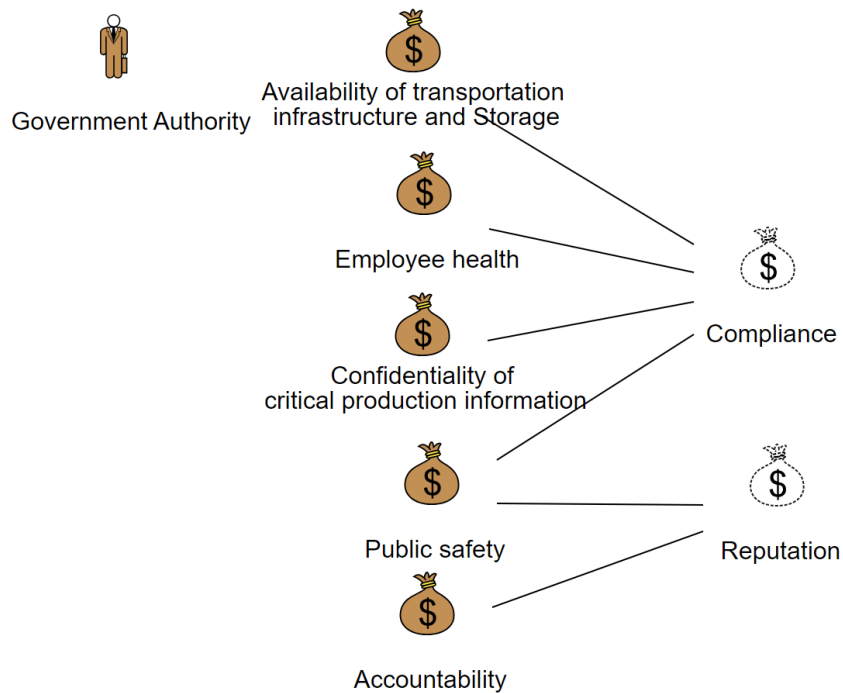 $
Availability of transportation
infrastructure and Storage
Government Authority
$
Employee health
$
Compliance
$
Confidentiality of
critical production information
$
Public safety
$
Reputation
$
Accountability